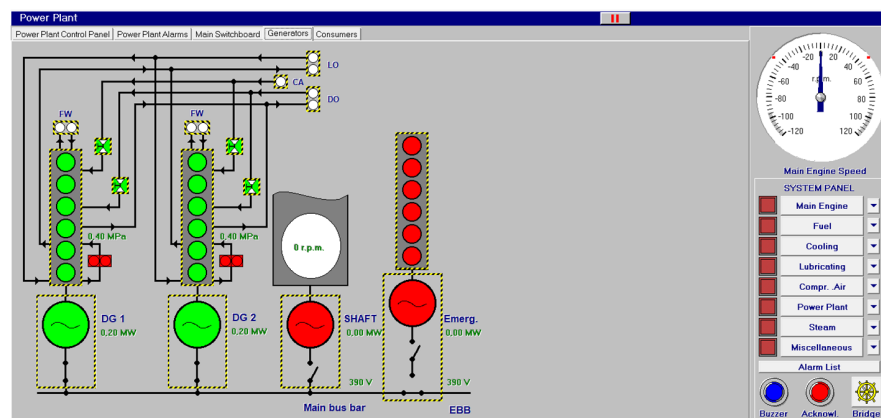 Power Plant
Power Plant Control Panel Power Plant Alarms Main Switchboard Generators Consumers
LO
CA
DO
FW FW
0,40 MPa 0,40 MPa
0 r.p.m.
DG 1 DG 2 SHAFT Emerg.
0,20 MW 0,20 MW 0,00 MW 0,00 MW
390 V 390 V
Main bus bar EBB
-20 20
-40 40
r.p.m.
-60 60
-80 80
-100 100
-120 120
Main Engine Speed
SYSTEM PANEL
Main Engine
Fuel
Cooling
Lubricating
Compr. .Air
Power Plant
Steam
Miscellaneous
Alarm List
Buzzer Acknowl. Bridge